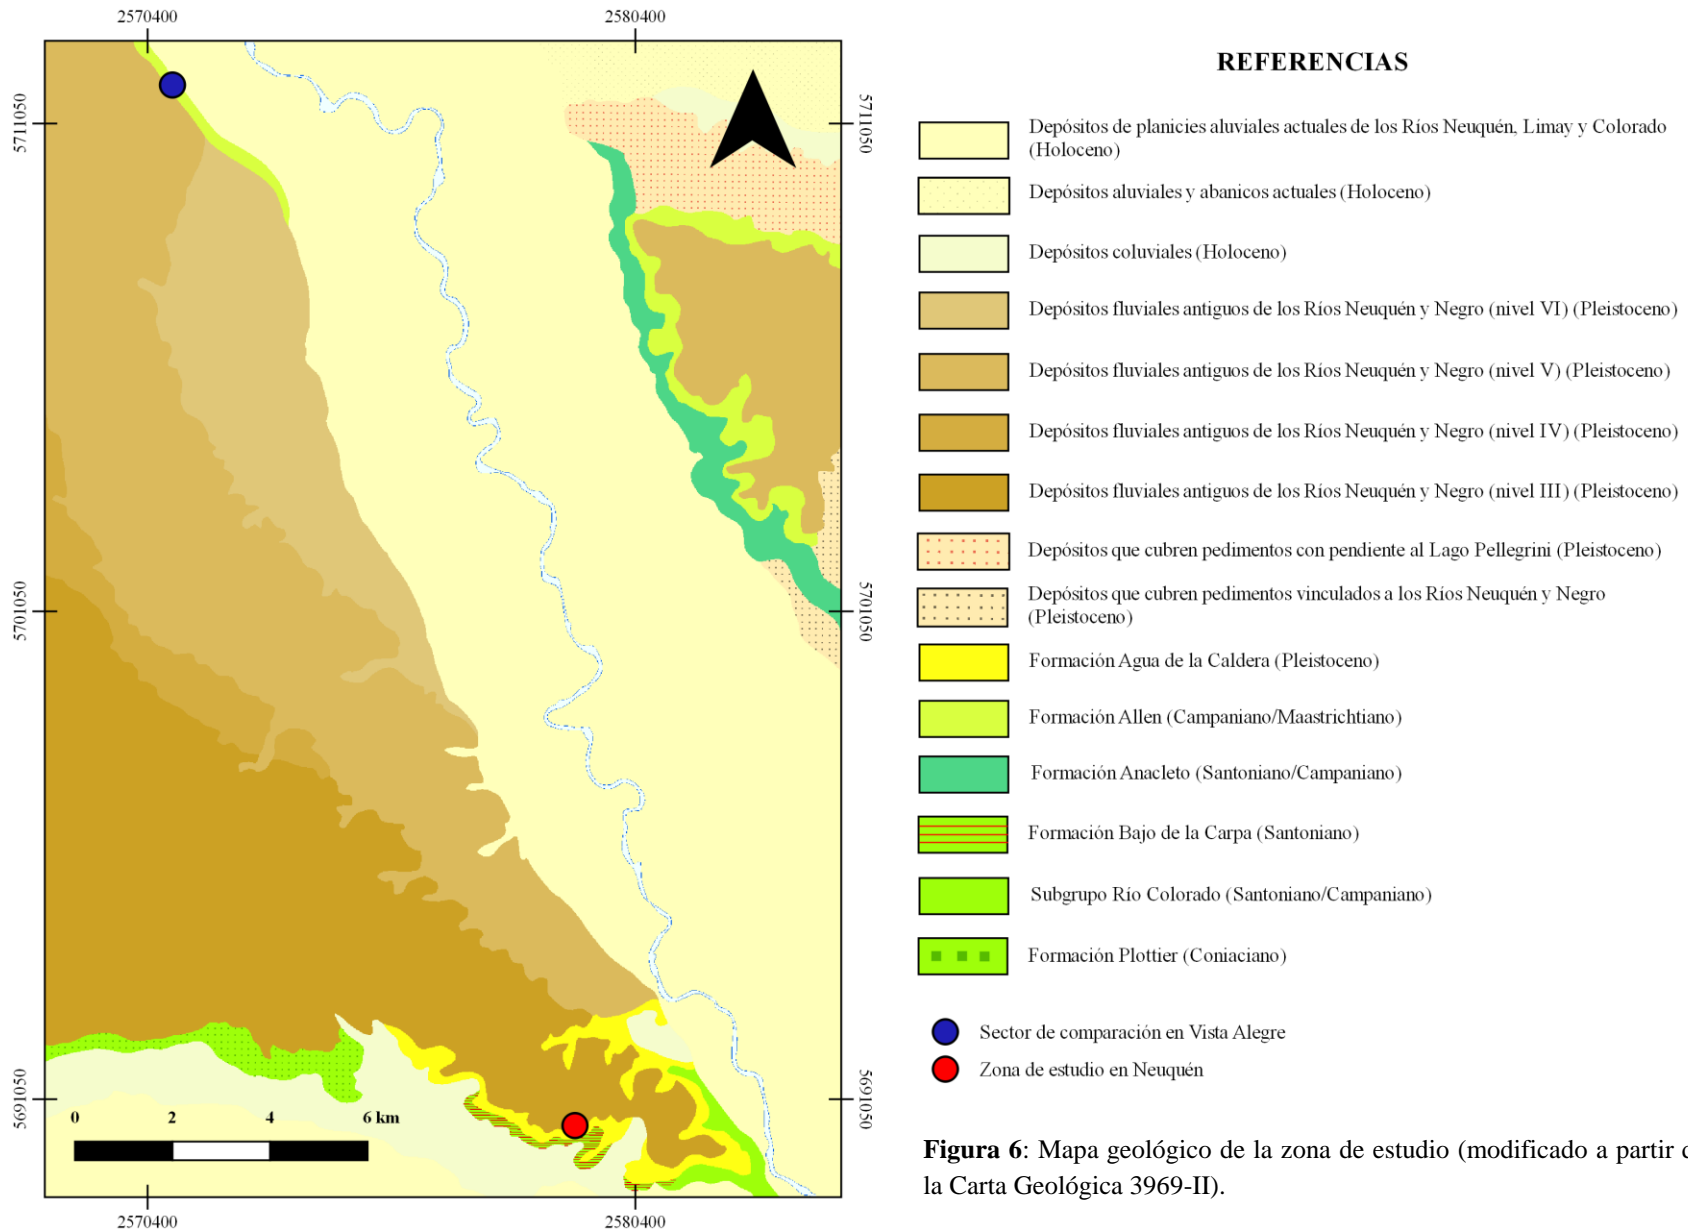 2570400
2580400
5711050
5711050
5701050
5701050
5691050
5691050
0 2 4 6 km
2570400
2580400
REFERENCIAS
Depósitos de planicies aluviales actuales de los Ríos Neuquén, Limay y Colorado
(Holoceno)
Depósitos aluviales y abanicos actuales (Holoceno)
Depósitos coluviales (Holoceno)
Depósitos fluviales antiguos de los Ríos Neuquén y Negro (nivel VI) (Pleistoceno)
Depósitos fluviales antiguos de los Ríos Neuquén y Negro (nivel V) (Pleistoceno)
Depósitos fluviales antiguos de los Ríos Neuquén y Negro (nivel IV) (Pleistoceno)
Depósitos fluviales antiguos de los Ríos Neuquén y Negro (nivel III) (Pleistoceno)
Depósitos que cubren pedimentos con pendiente al Lago Pellegrini (Pleistoceno)
Depósitos que cubren pedimentos vinculados a los Ríos Neuquén y Negro
(Pleistoceno)
Formación Agua de la Caldera (Pleistoceno)
Formación Allen (Campaniano/Maastrichtiano)
Formación Anacleto (Santoniano/Campaniano)
Formación Bajo de la Carpa (Santoniano)
Subgrupo Río Colorado (Santoniano/Campaniano)
Formación Plottier (Coniaciano)
Sector de comparación en Vista Alegre
Zona de estudio en Neuquén
Figura 6: Mapa geológico de la zona de estudio (modificado a partir
la Carta Geológica 3969-II).